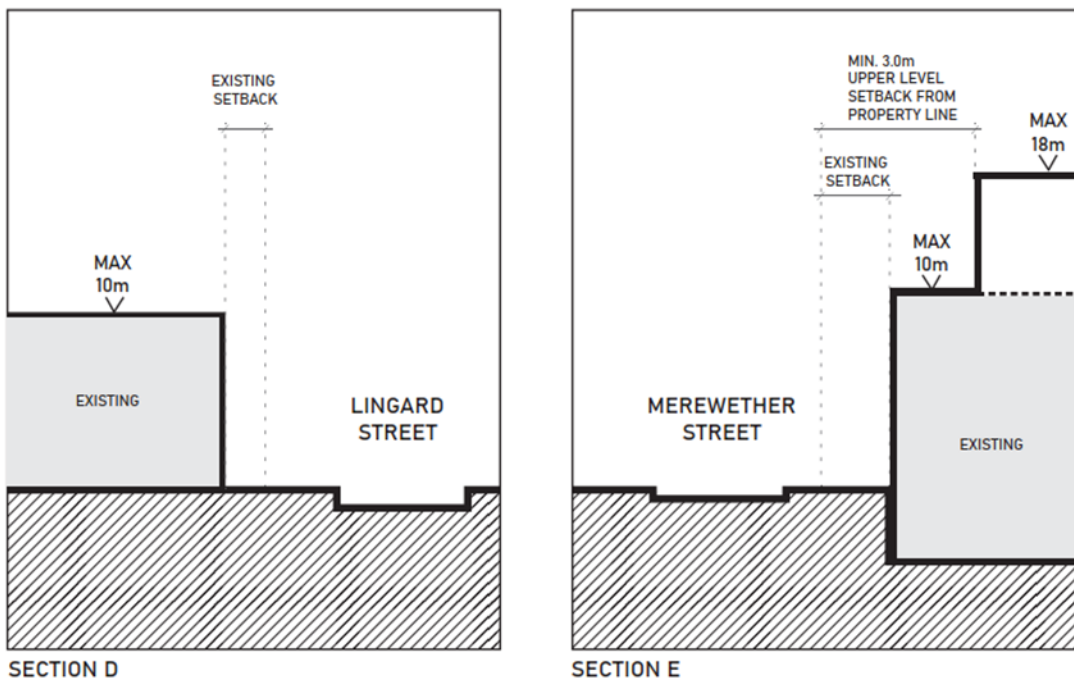 EXISTING
SETBACK
MAX
10m
EXISTING
LINGARD
STREET
SECTION D
MIN. 3.0m
UPPER LEVEL
SETBACK FROM
PROPERTY LINE
MAX
18m
EXISTING
SETBACK
MAX
10m
MEREWETHER
STREET
EXISTING
SECTION E